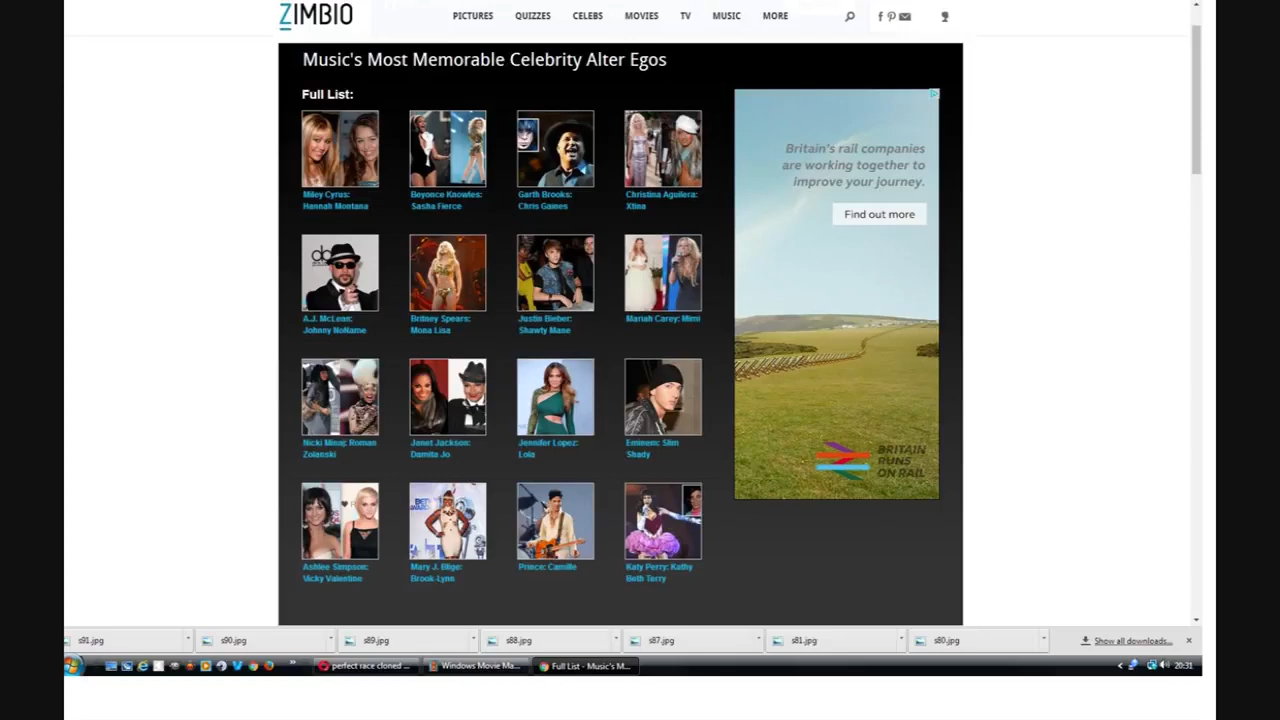 ZIMBIO
PICTURES QUIZZES CELEBS MOVIES TV MUSIC MORE
Music's Most Memorable Celebrity Alter Egos
Full List:
Miley Cyrus:
Hannah Montana
Beyonce Knowles:
Sasha Fierce
Garth Brooks:
Chris Gaines
Christina Aguilera:
Xtina
A.J. McLean:
Johnny NoName
Britney Spears:
Mona Lisa
Justin Bieber:
Shawty Mane
Mariah Carey: Mimi
Nicki Minaj: Roman
Zolanski
Janet Jackson:
Damita Jo
Jennifer Lopez:
Lola
Eminem: Slim
Shady
Ashlee Simpson:
Vicky Valentine
Mary J. Blige:
Brook-Lynn
Prince: Camille
Katy Perry: Kathy
Beth Terry
Britain's rail companies
are working together to
improve your journey.
Find out more
BRITAIN
RUNS
ON RAIL
s91.jpg s90.jpg s89.jpg s88.jpg s87.jpg s81.jpg s80.jpg Show all downloads...
perfect race cloned ... Windows Movie Ma... Full List - Music's M... 20:31